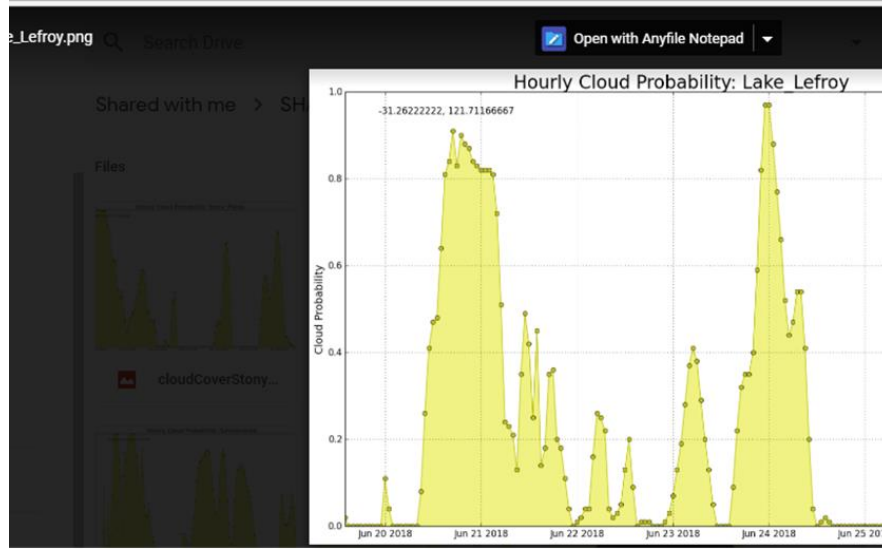 e_Lefroy.png
Search Drive
Open with Anyfile Notepad
Shared with me > SH
Files
cloudCoverStony...
Hourly Cloud Probability: Lake_Lefroy
-31.26222222, 121.71166667
Cloud Probability
1.0
0.8
0.6
0.4
0.2
0.0
Jun 20 2018
Jun 21 2018
Jun 22 2018
Jun 23 2018
Jun 24 2018
Jun 25 20